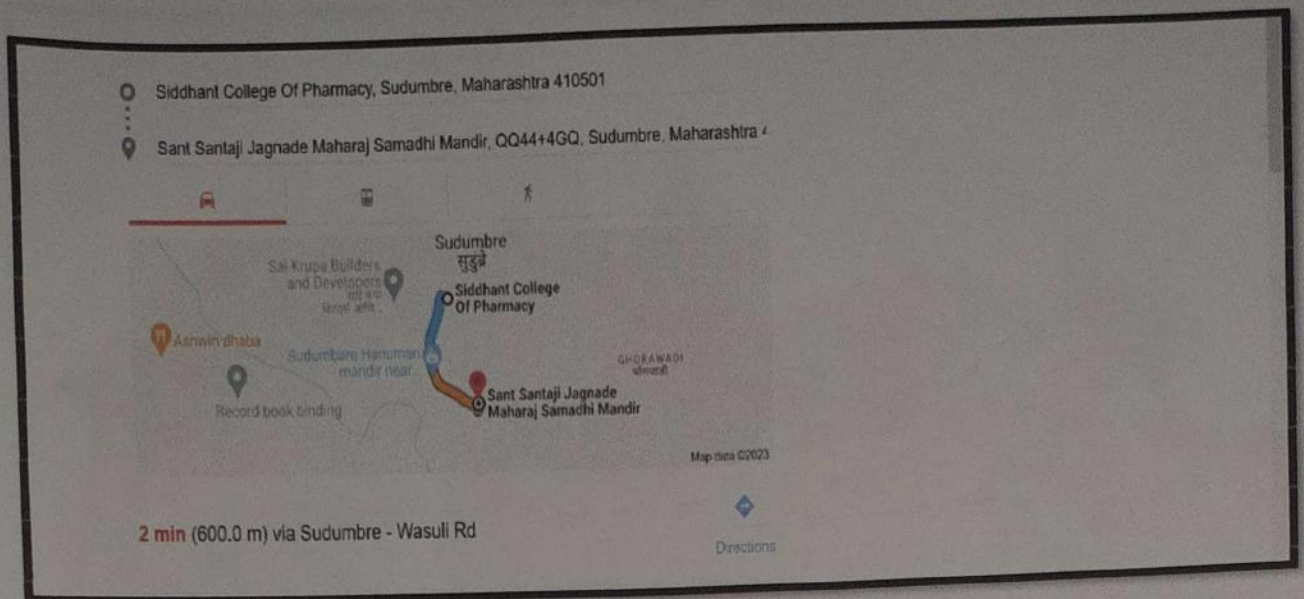 Siddhant College Of Pharmacy, Sudumbre, Maharashtra 410501
Sant Santaji Jagnade Maharaj Samadhi Mandir, QQ44+4GQ, Sudumbre, Maharashtra 4
Sudumbre
सुदुंब्रे
Sai Krupa Builders
and Developers
Siddhant College
Of Pharmacy
Ashwin dhaba
Sudumbare Hanuman
mandir near
GHORAWADI
Record book binding
Sant Santaji Jagnade
Maharaj Samadhi Mandir
Map data ©2023
2 min (600.0 m) via Sudumbre - Wasuli Rd
Directions